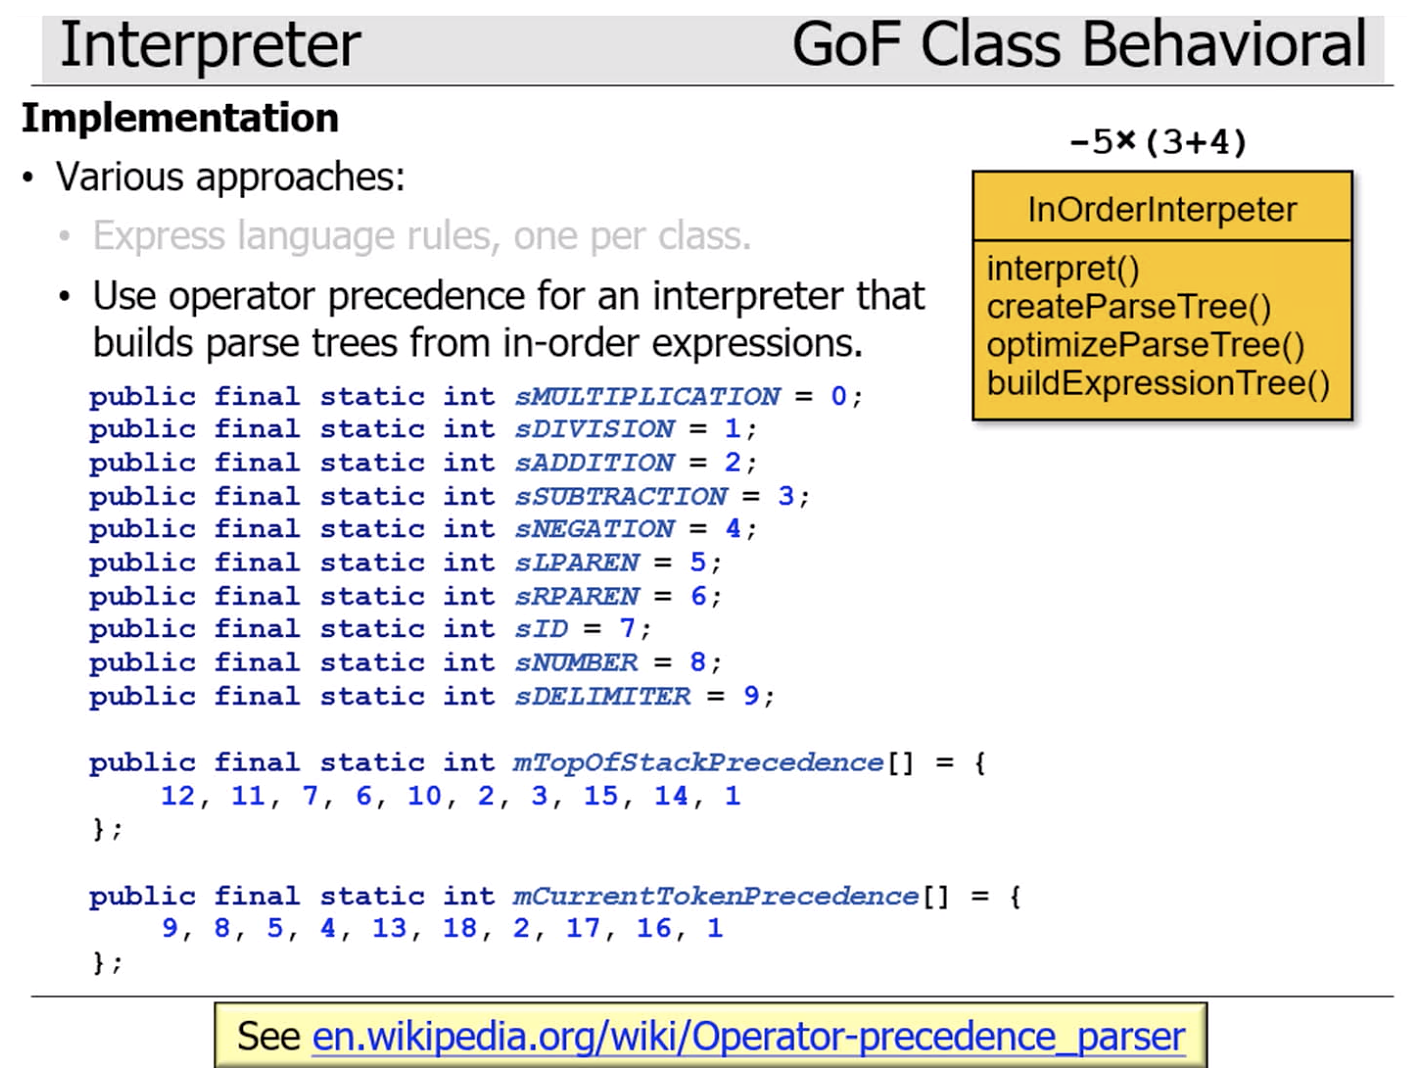 Interpreter
GoF Class Behavioral
Implementation
• Various approaches:
• Express language rules, one per class.
• Use operator precedence for an interpreter that
builds parse trees from in-order expressions.
public final static int sMULTIPLICATION = 0;
public final static int sDIVISION = 1;
public final static int sADDITION = 2;
public final static int sSUBTRACTION = 3;
public final static int sNEGATION = 4;
public final static int sLPAREN = 5;
public final static int sRPAREN = 6;
public final static int sID = 7;
public final static int sNUMBER = 8;
public final static int sDELIMITER = 9;
public final static int mTopOfStackPrecedence[] = {
12, 11, 7, 6, 10, 2, 3, 15, 14, 1
};
public final static int mCurrentTokenPrecedence[] = {
9, 8, 5, 4, 13, 18, 2, 17, 16, 1
};
-5×(3+4)
InOrderInterpeter
interpret()
createParseTree()
optimizeParseTree()
buildExpressionTree()
See en.wikipedia.org/wiki/Operator-precedence_parser